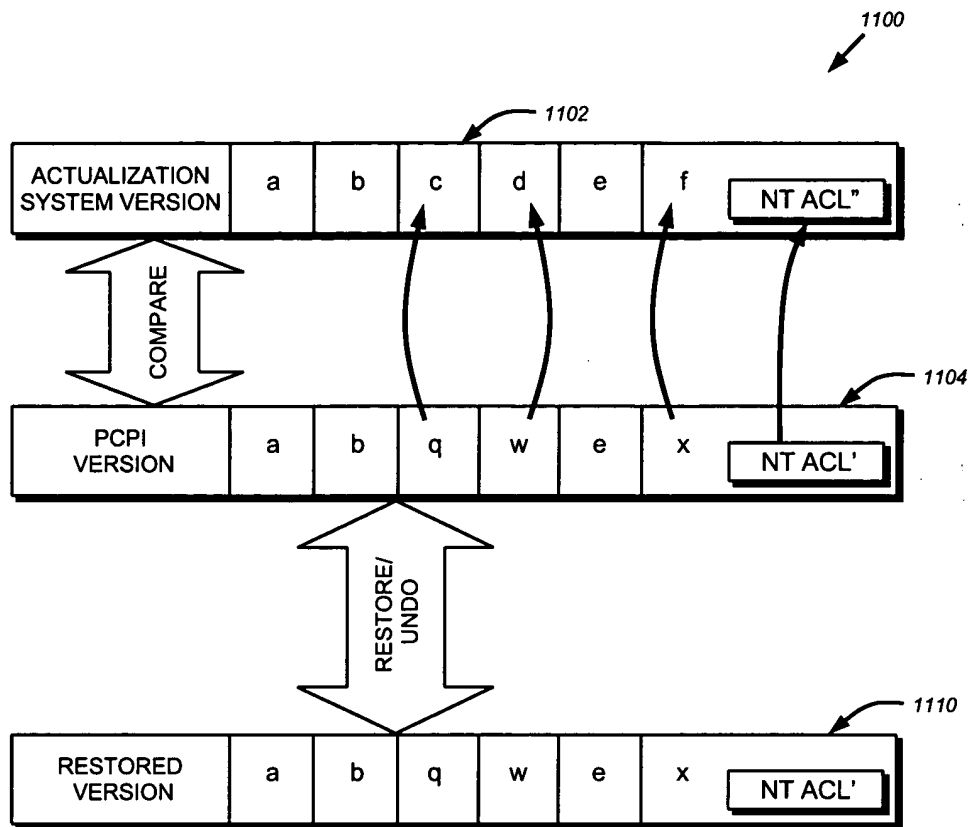 1100
1102
ACTUALIZATION
SYSTEM VERSION
a b c d e f
NT ACL"
COMPARE
1104
PCPI
VERSION
a b q w e x
NT ACL'
RESTORE/
UNDO
1110
RESTORED
VERSION
a b q w e x
NT ACL'